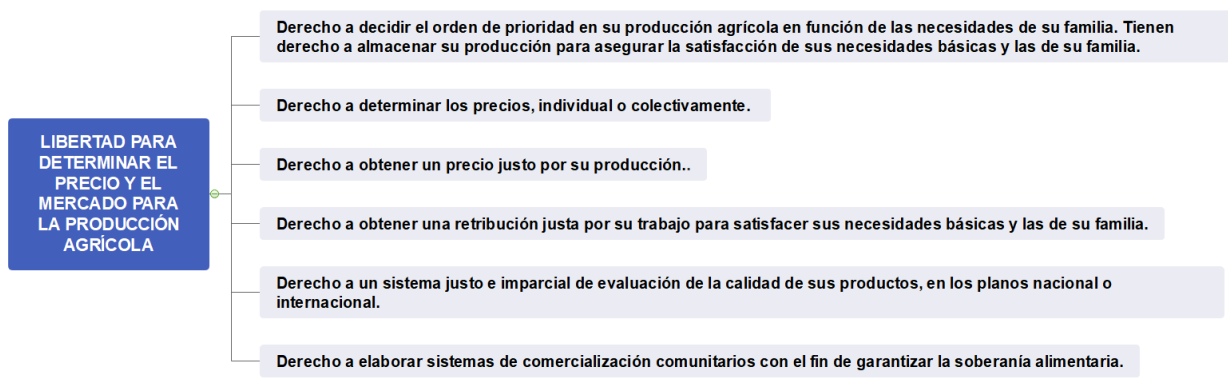 Derecho a decidir el orden de prioridad en su producción agrícola en función de las necesidades de su familia. Tienen
derecho a almacenar su producción para asegurar la satisfacción de sus necesidades básicas y las de su familia.
Derecho a determinar los precios, individual o colectivamente.
LIBERTAD PARA
DETERMINAR EL
PRECIO Y EL
MERCADO PARA
LA PRODUCCIÓN
AGRÍCOLA
Derecho a obtener un precio justo por su producción..
Derecho a obtener una retribución justa por su trabajo para satisfacer sus necesidades básicas y las de su familia.
Derecho a un sistema justo e imparcial de evaluación de la calidad de sus productos, en los planos nacional o
internacional.
Derecho a elaborar sistemas de comercialización comunitarios con el fin de garantizar la soberanía alimentaria.